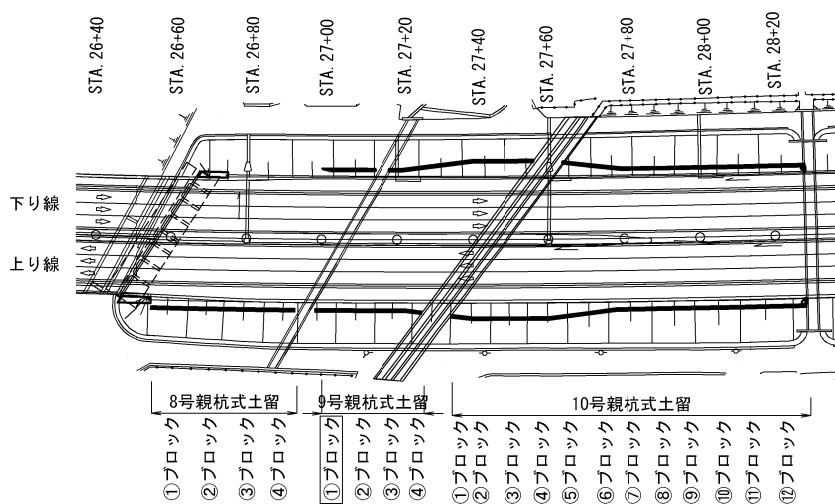 STA. 26+40
STA. 26+60
STA. 26+80
STA. 27+00
STA. 27+20
STA. 27+40
STA. 27+60
STA. 27+80
STA. 28+00
STA. 28+20
下り線
上り線
8号親杭式土留
9号親杭式土留
10号親杭式土留
①ブロック
②ブロック
③ブロック
④ブロック
①ブロック
②ブロック
③ブロック
④ブロック
①ブロック
②ブロック
③ブロック
④ブロック
⑤ブロック
⑥ブロック
⑦ブロック
⑧ブロック
⑨ブロック
⑩ブロック
⑪ブロック
⑫ブロック